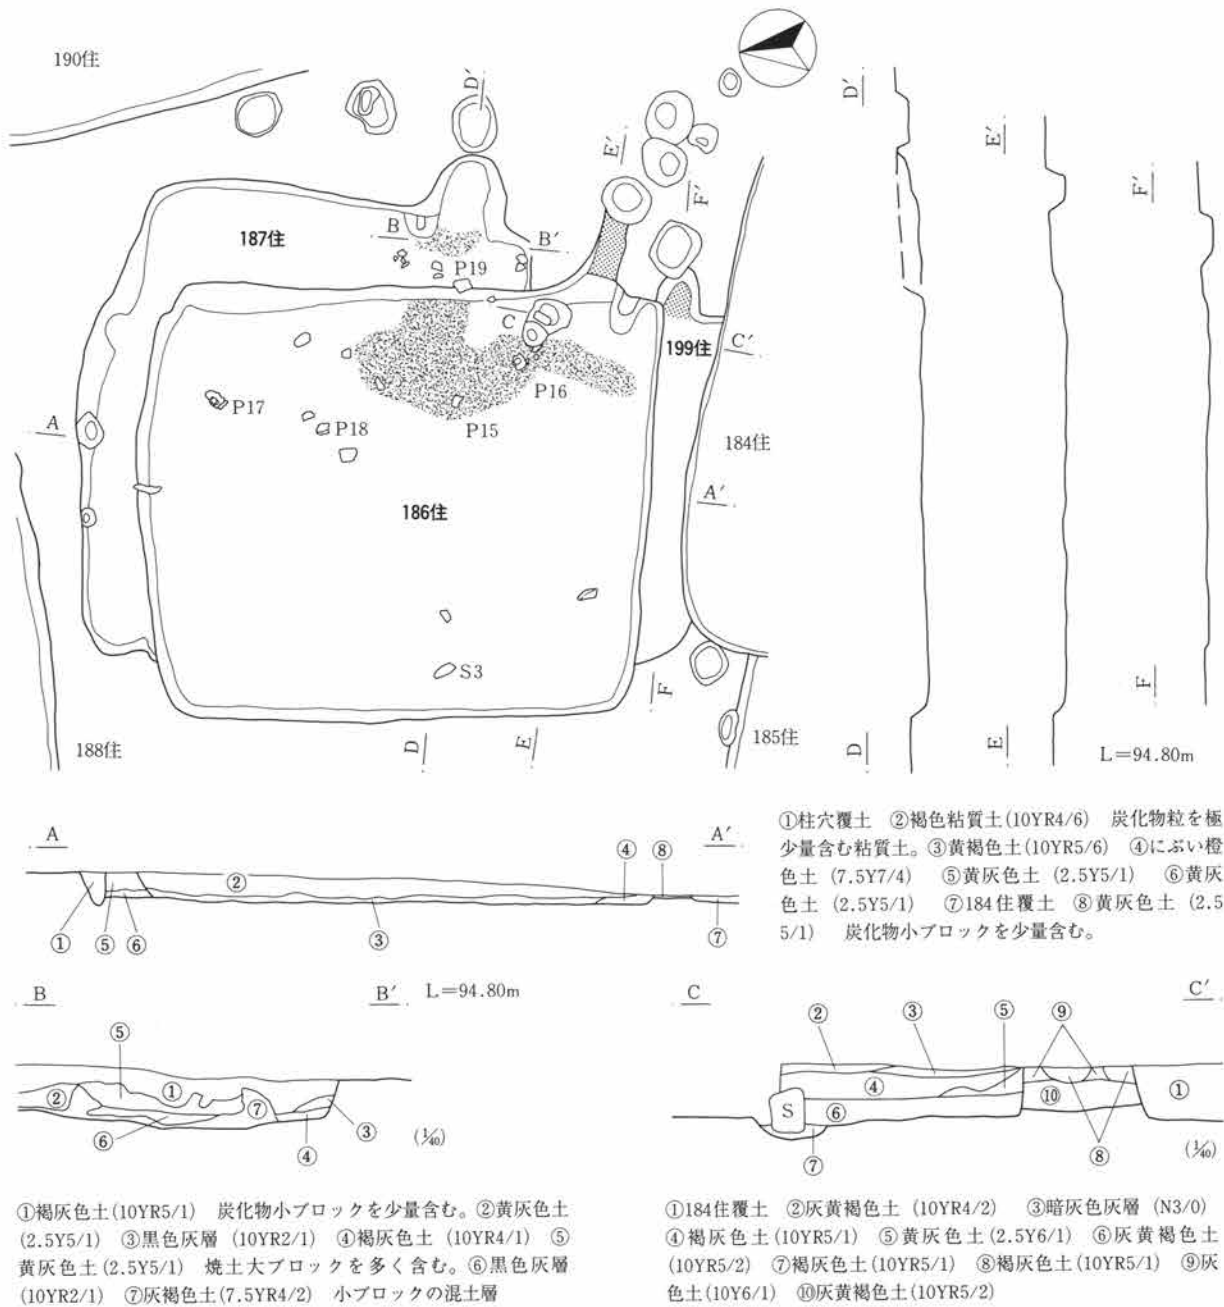 190住
D′
E′
F′
187住
B
B′
P19
C
C′
199住
P16
P17
A
P18
P15
184住
A′
186住
S3
F
188住
D
E
185住
D′
E′
F′
F
D
E
L=94.80m
A
A′
④ ⑧
②
① ⑤ ⑥ ③ ⑦
①柱穴覆土 ②褐色粘質土(10YR4/6) 炭化物粒を極
少量含む粘質土。③黄褐色土(10YR5/6) ④にぶい橙
色土 (7.5Y7/4) ⑤黄灰色土 (2.5Y5/1) ⑥黄灰
色土 (2.5Y5/1) ⑦184住覆土 ⑧黄灰色土 (2.5
5/1) 炭化物小ブロックを少量含む。
B
B′ L=94.80m
⑤
② ① ⑦
⑥ ③
④
(1/40)
①褐灰色土(10YR5/1) 炭化物小ブロックを少量含む。②黄灰色土
(2.5Y5/1) ③黒色灰層 (10YR2/1) ④褐灰色土 (10YR4/1) ⑤
黄灰色土(2.5Y5/1) 焼土大ブロックを多く含む。⑥黒色灰層
(10YR2/1) ⑦灰褐色土(7.5YR4/2) 小ブロックの混土層
C
C′
② ③ ⑤ ⑨
④ ① ⑩
S ⑥
⑦ ⑧
(1/40)
①184住覆土 ②灰黄褐色土 (10YR4/2) ③暗灰色灰層 (N3/0)
④褐灰色土(10YR5/1) ⑤黄灰色土(2.5Y6/1) ⑥灰黄褐色土
(10YR5/2) ⑦褐灰色土(10YR5/1) ⑧褐灰色土(10YR5/1) ⑨灰
色土(10Y6/1) ⑩灰黄褐色土(10YR5/2)